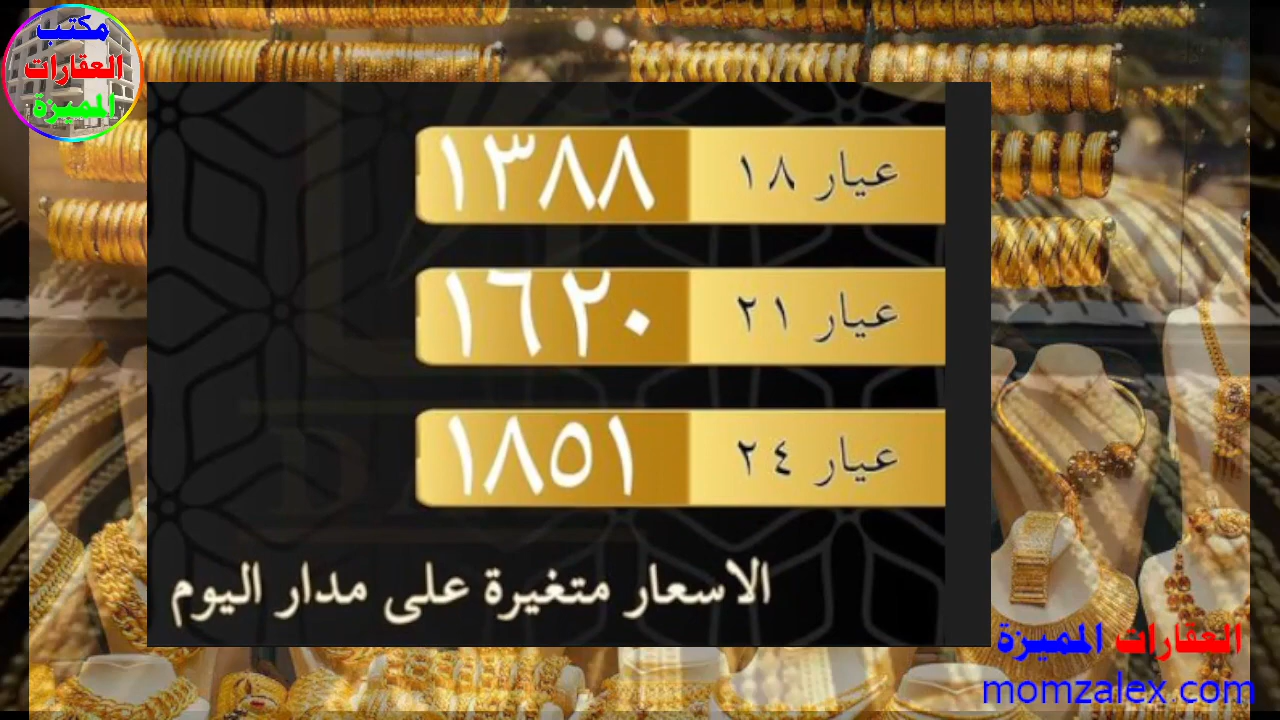 مكتب
العقارات
المميزة
عيار ١٨ ١٣٨٨
عيار ٢١ ١٦٢٠
عيار ٢٤ ١٨٥١
الاسعار متغيرة على مدار اليوم
العقارات المميزة
momzalex.com